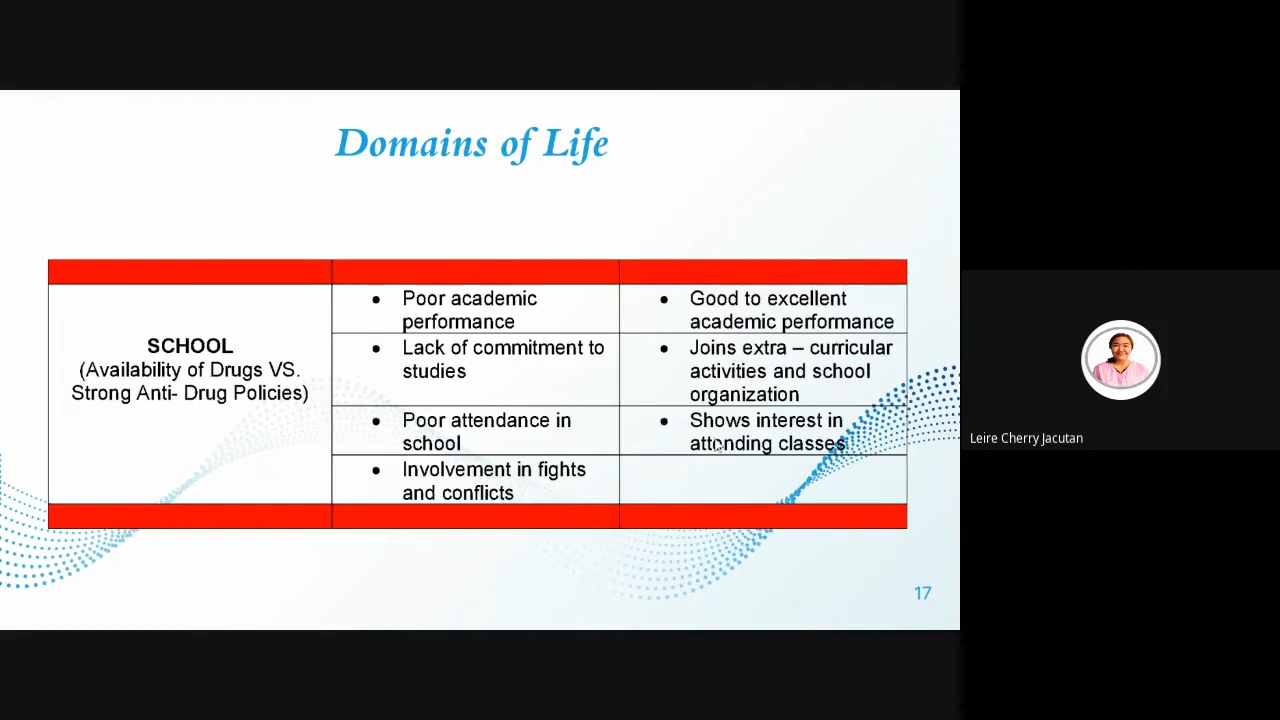 Domains of Life
SCHOOL
(Availability of Drugs VS.
Strong Anti- Drug Policies)
• Poor academic
performance
• Good to excellent
academic performance
• Lack of commitment to
studies
• Joins extra – curricular
activities and school
organization
• Poor attendance in
school
• Shows interest in
attending classes
• Involvement in fights
and conflicts
17
Leire Cherry Jacutan